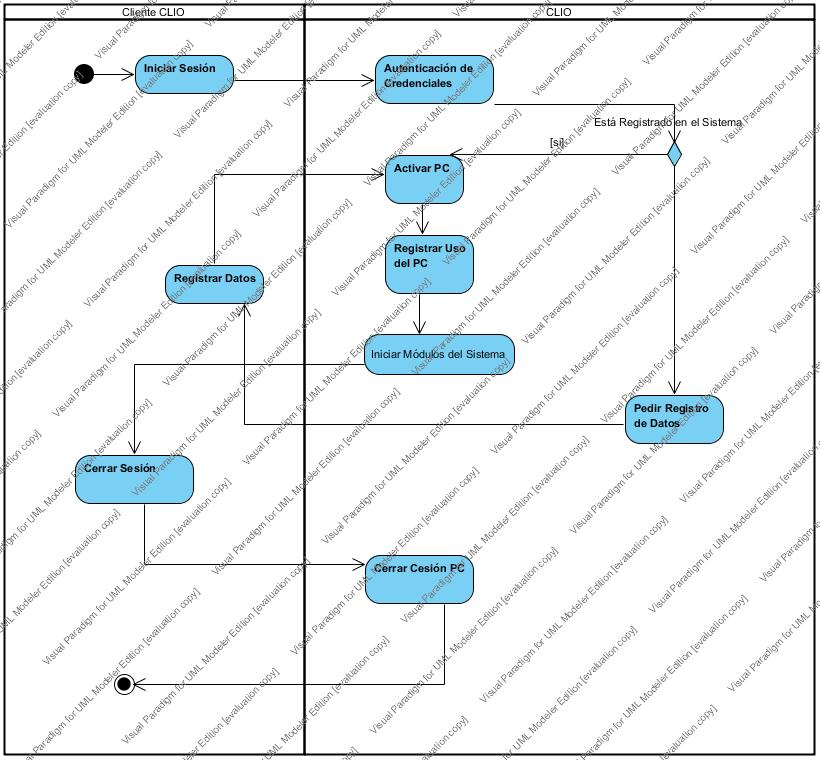 Cliente CLIO
CLIO
Iniciar Sesión
Autenticación de
Credenciales
Está Registrado en el Sistema
[si]
Activar PC
Registrar Uso
del PC
Registrar Datos
Iniciar Módulos del Sistema
Pedir Registro
de Datos
Cerrar Sesión
Cerrar Cesión PC
Visual Paradigm for UML Modeler Edition [evaluation copy]